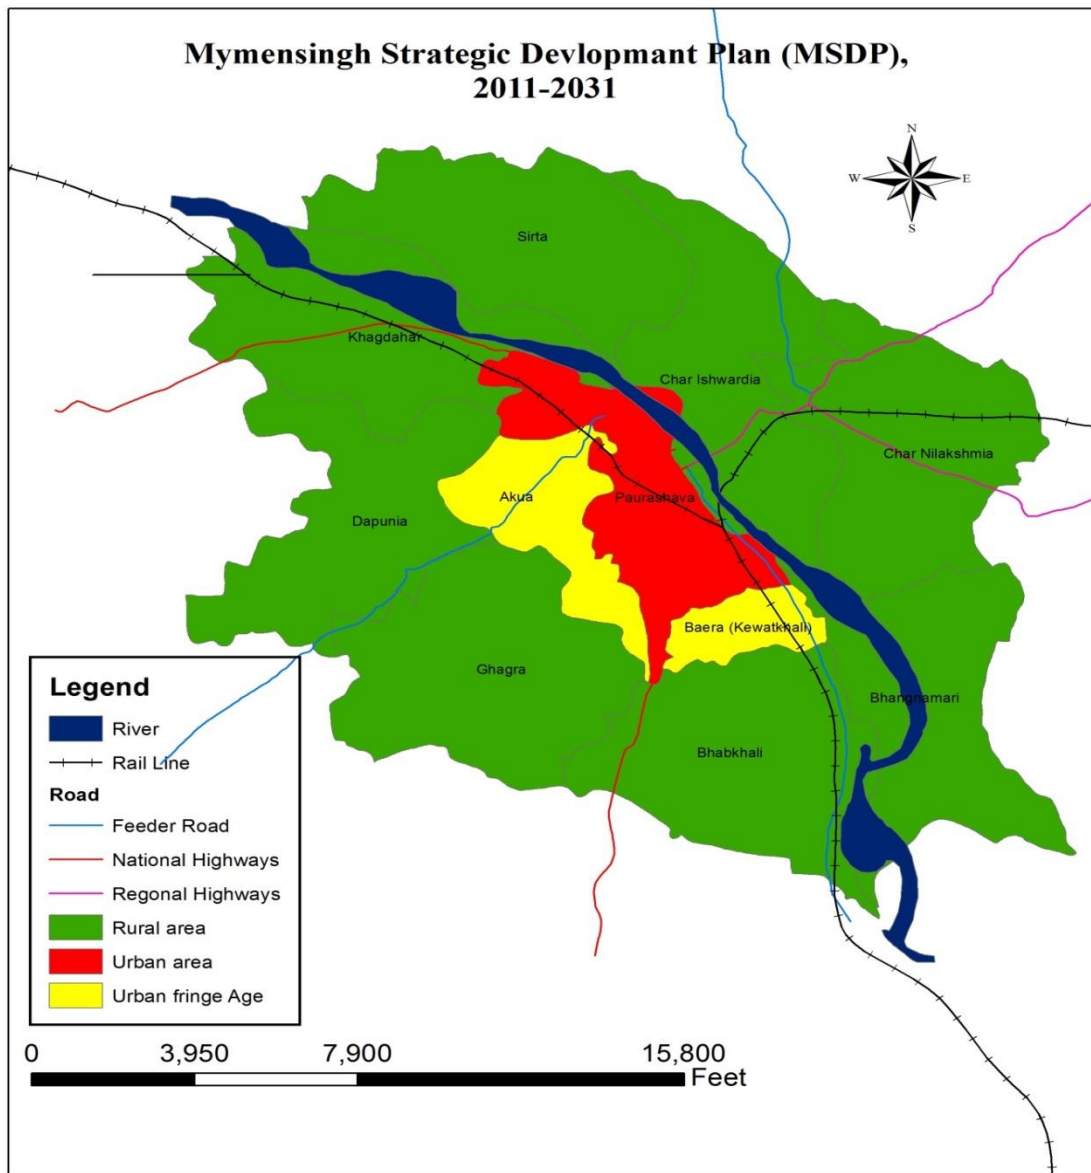 Mymensingh Strategic Devlopmant Plan (MSDP),
2011-2031
N
W
E
S
Sirta
Khagdahar
Char Ishwardia
Char Nilakshmia
Akua
Paurashava
Dapunia
Baera (Kewatkhali)
Ghagra
Bhangnamari
Bhabkhali
Legend
River
Rail Line
Road
Feeder Road
National Highways
Regonal Highways
Rural area
Urban area
Urban fringe Age
0 3,950 7,900 15,800
Feet